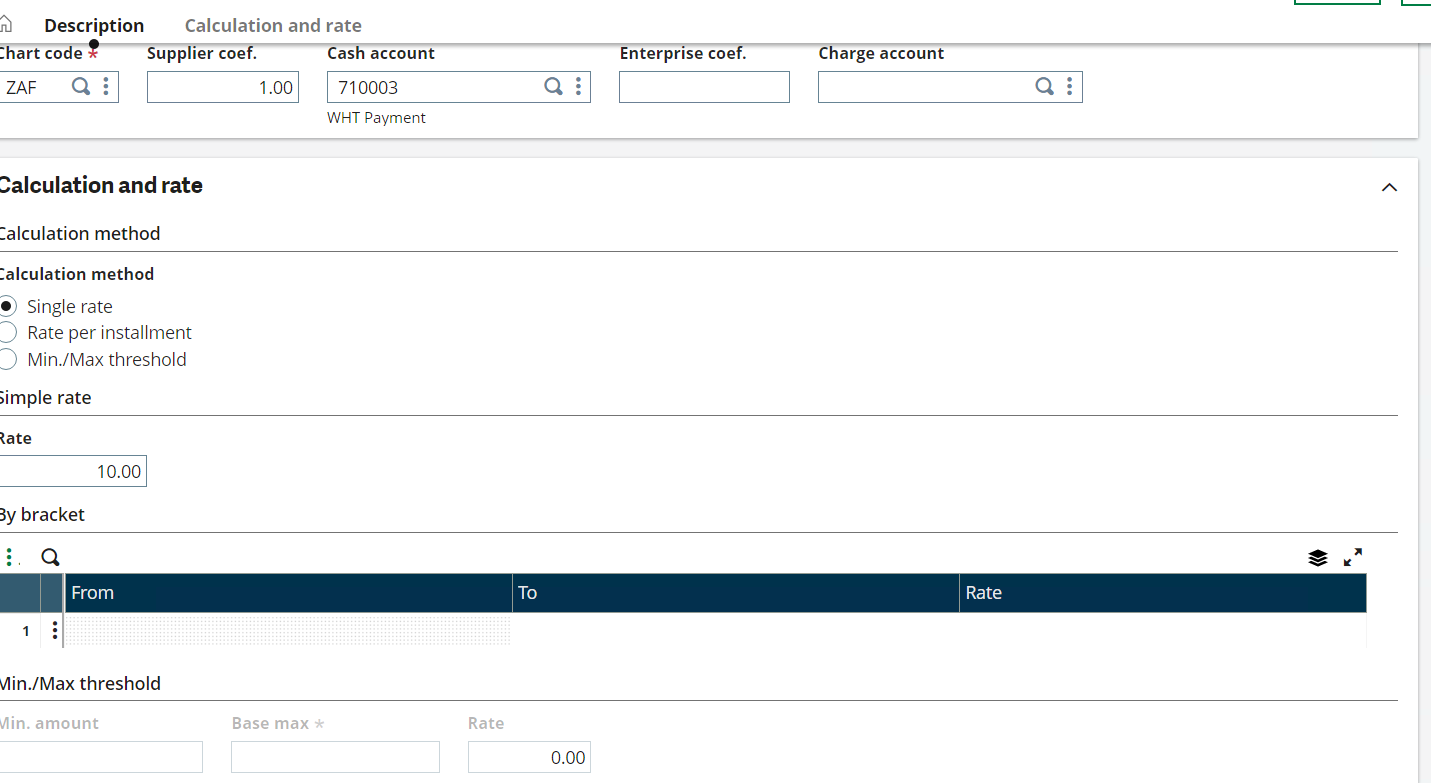 Description Calculation and rate
Chart code * Supplier coef. Cash account Enterprise coef. Charge account
ZAF 1.00 710003
WHT Payment
Calculation and rate
Calculation method
Calculation method
Single rate
Rate per installment
Min./Max threshold
Simple rate
Rate
10.00
By bracket
From To Rate
1
Min./Max threshold
Min. amount Base max * Rate
0.00